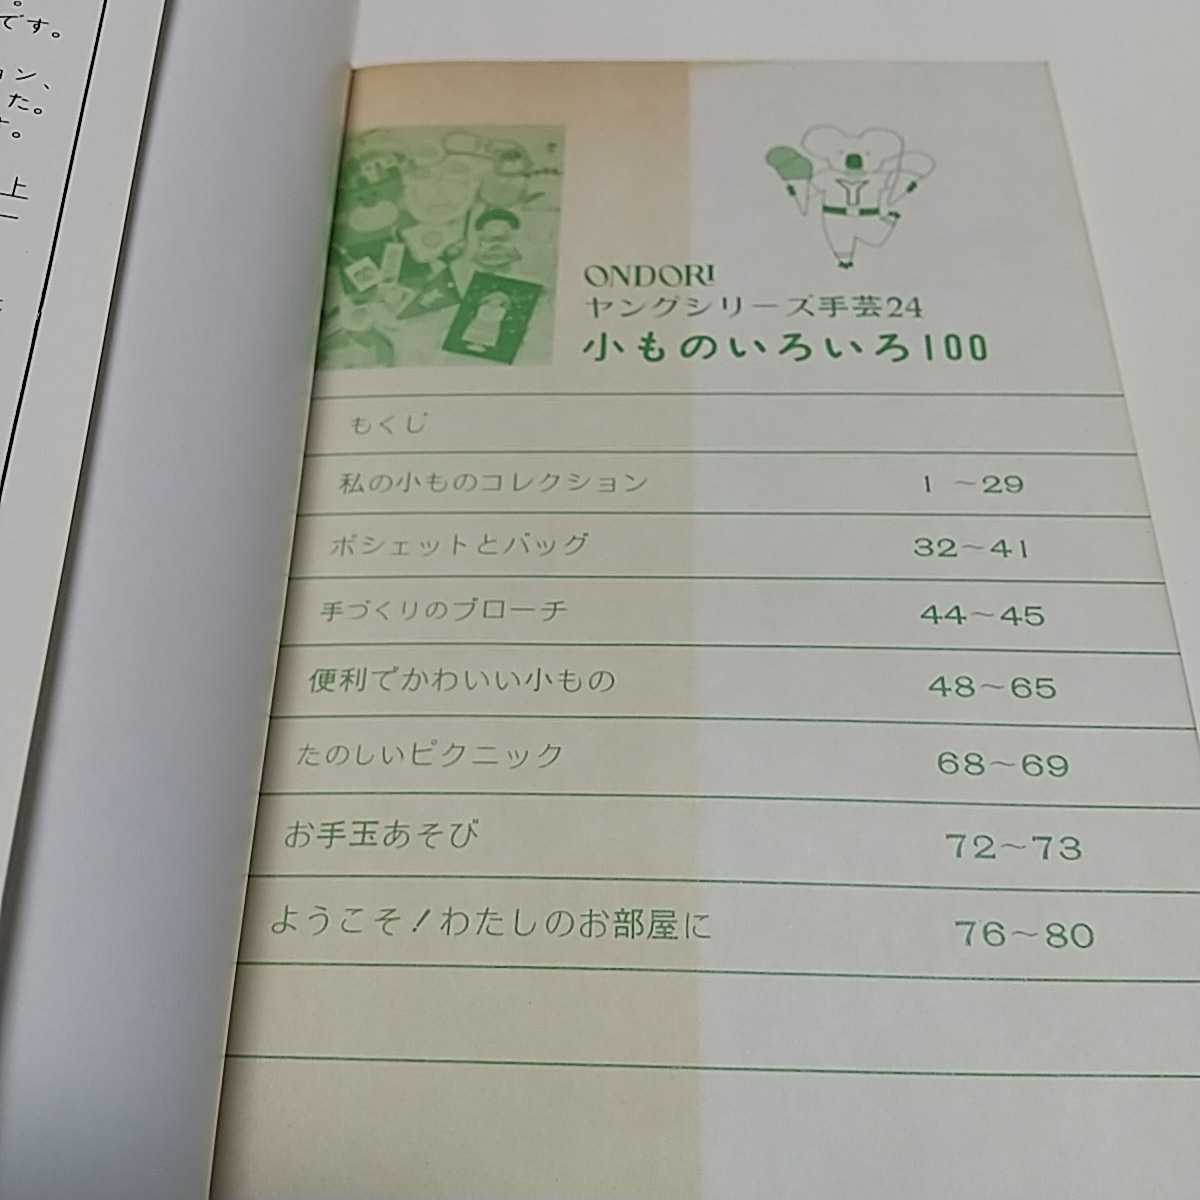 です。
ョン、
た。
す。
上
ONDORI
ヤングシリーズ手芸24
小ものいろいろ100
もくじ
私の小ものコレクション 1〜29
ポシェットとバッグ 32〜41
手づくりのブローチ 44〜45
便利でかわいい小もの 48〜65
たのしいピクニック 68〜69
お手玉あそび 72〜73
ようこそ!わたしのお部屋に 76〜80